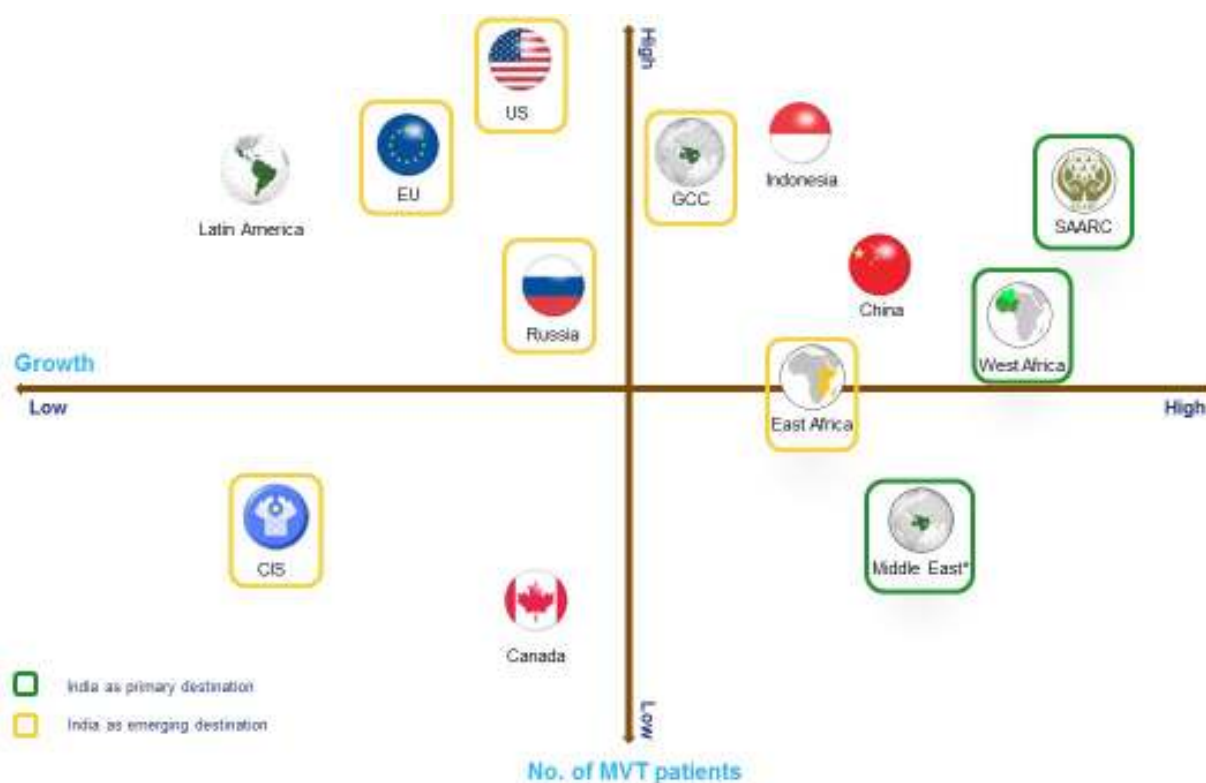 High
US
EU
GCC
Indonesia
SAARC
Latin America
Russia
China
West Africa
Growth
Low
High
East Africa
CIS
Middle East*
Canada
India as primary destination
India as emerging destination
Low
No. of MVT patients